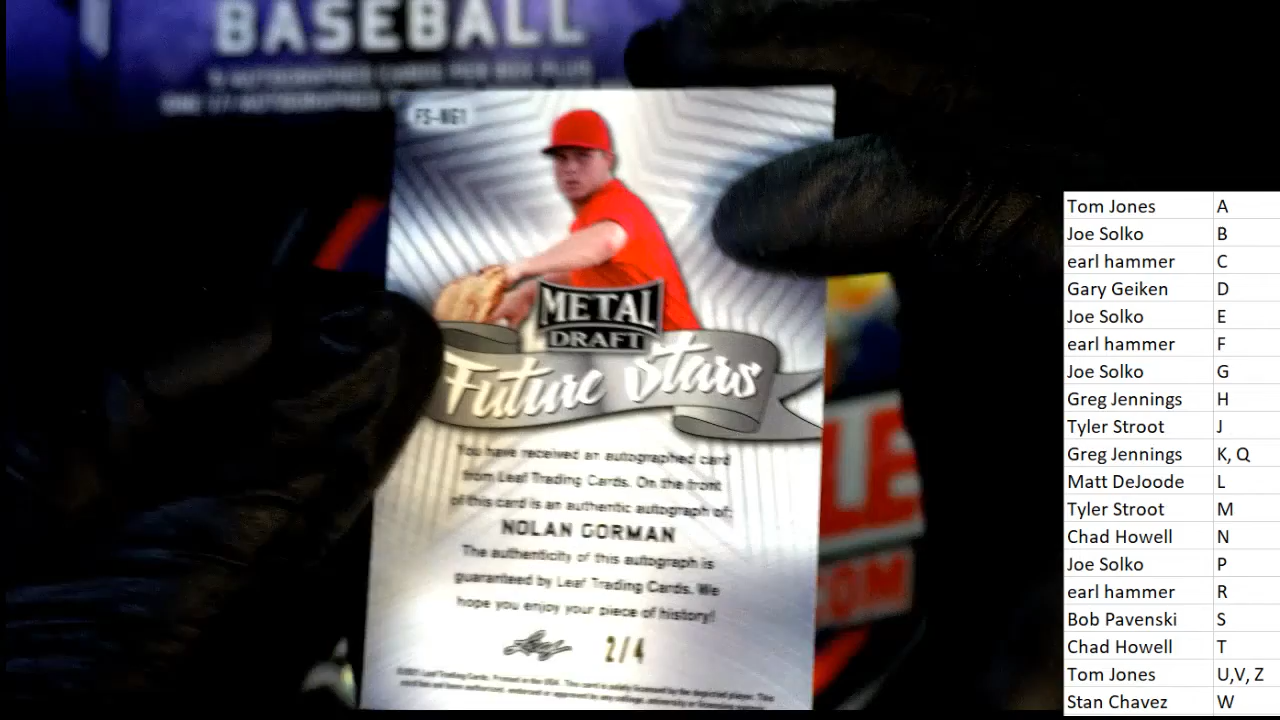 BASEBALL
FS-NG1
METAL
DRAFT
Future Stars
You have received an autographed card
from Leaf Trading Cards. On the front
of this card is an authentic autograph of:
NOLAN GORMAN
The authenticity of this autograph is
guaranteed by Leaf Trading Cards. We
hope you enjoy your piece of history!
Leaf 2/4
Tom Jones A
Joe Solko B
earl hammer C
Gary Geiken D
Joe Solko E
earl hammer F
Joe Solko G
Greg Jennings H
Tyler Stroot J
Greg Jennings K, Q
Matt DeJoode L
Tyler Stroot M
Chad Howell N
Joe Solko P
earl hammer R
Bob Pavenski S
Chad Howell T
Tom Jones U,V, Z
Stan Chavez W